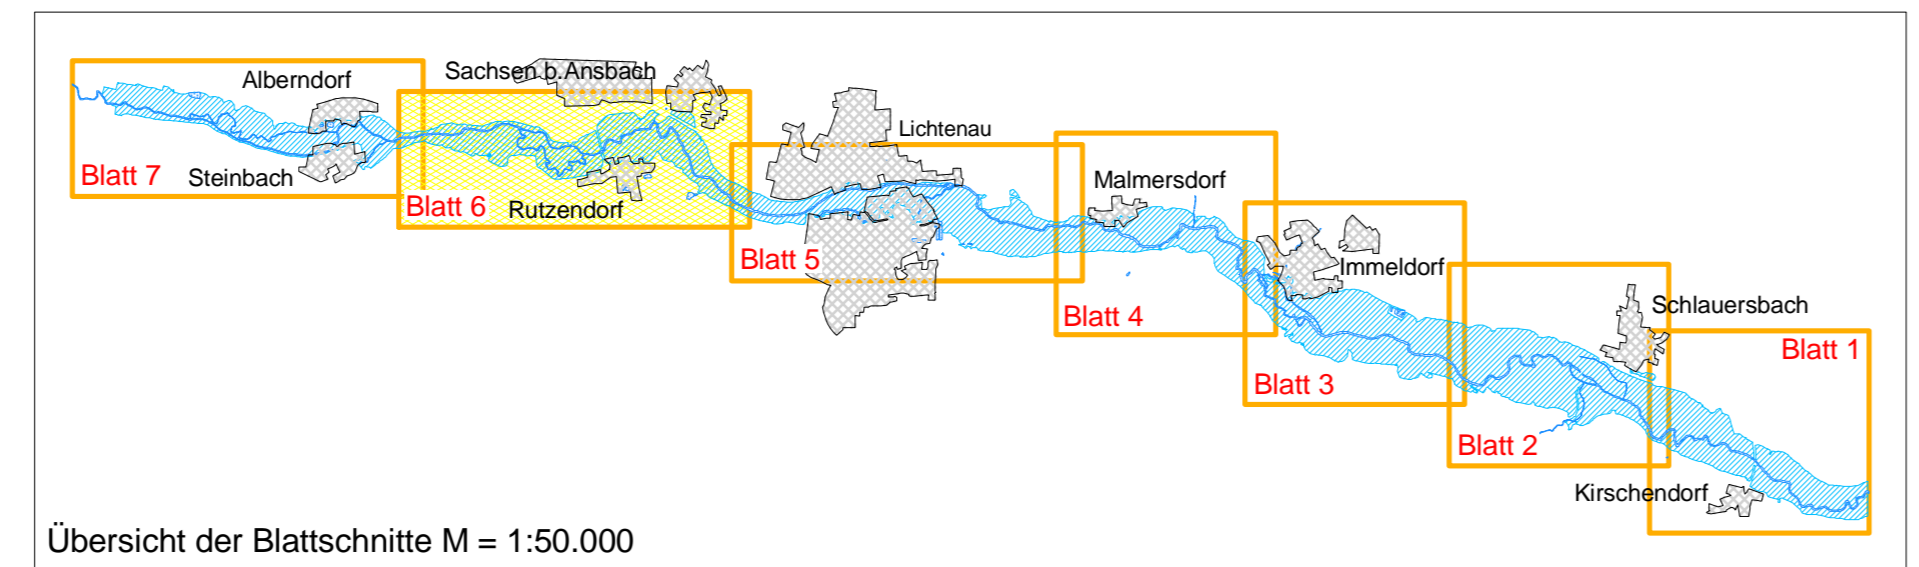 Alberndorf
Sachsen b.Ansbach
Lichtenau
Blatt 7
Steinbach
Blatt 6
Rutzendorf
Malmersdorf
Blatt 5
Immeldorf
Blatt 4
Schlauersbach
Blatt 1
Blatt 3
Blatt 2
Kirschendorf
Übersicht der Blattschnitte M = 1:50.000